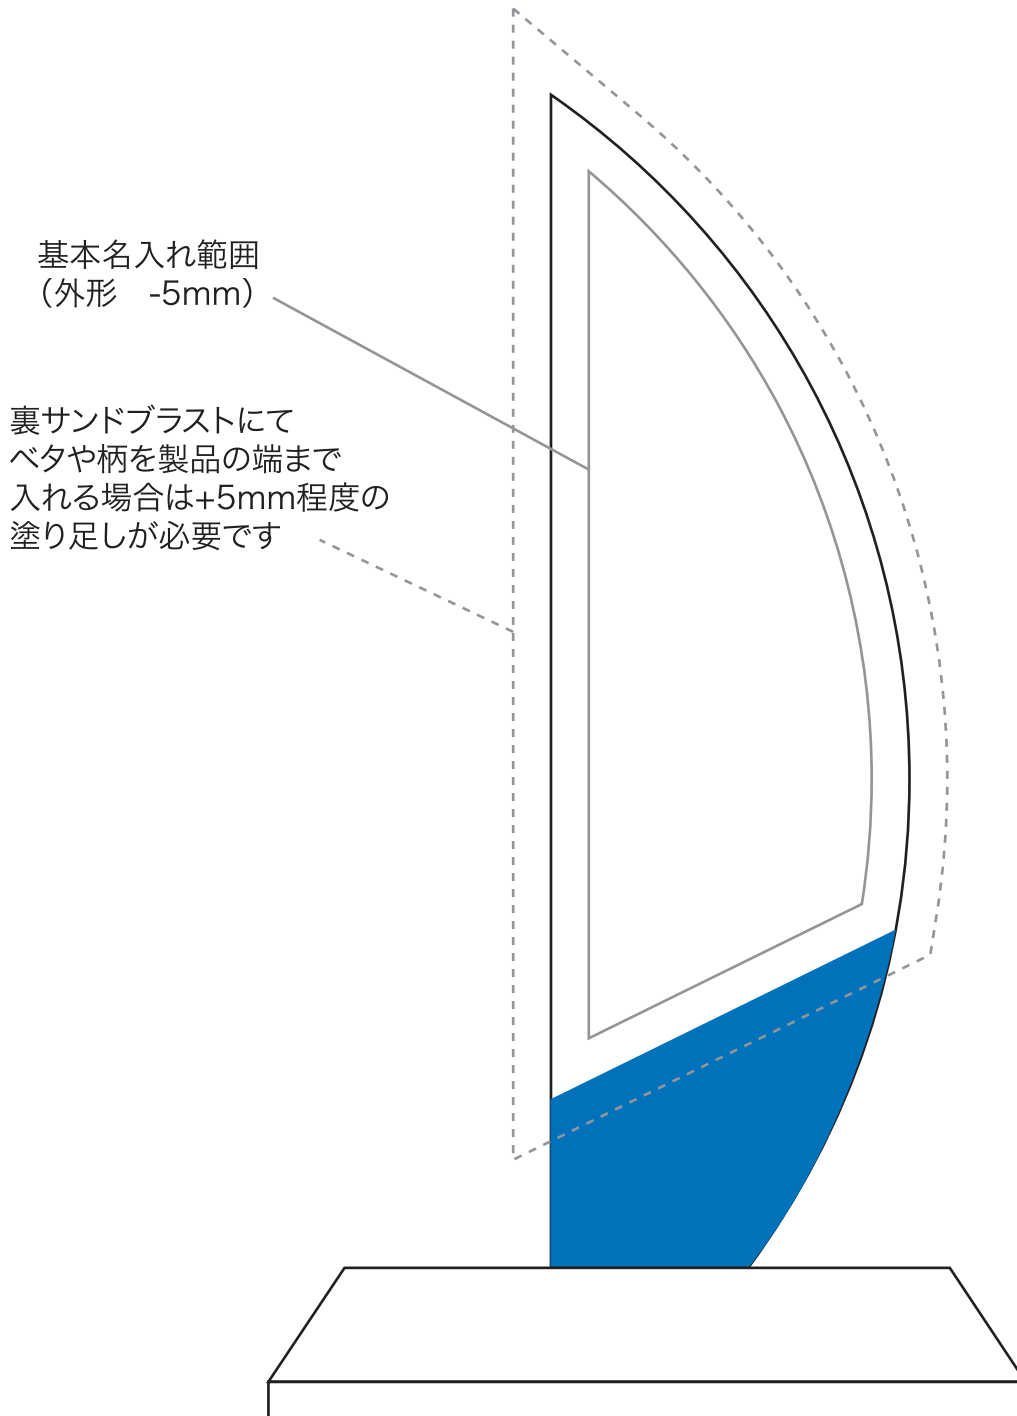 基本名入れ範囲
（外形　-5mm）
裏サンドブラストにて
ベタや柄を製品の端まで
入れる場合は+5mm程度の
塗り足しが必要です